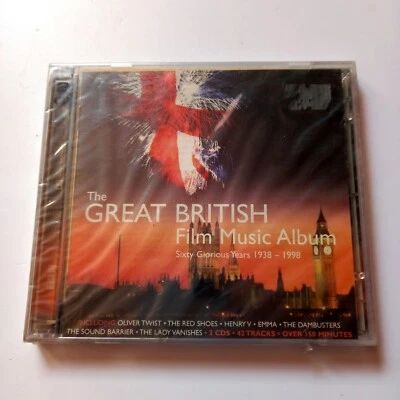 The
GREAT BRITISH
Film Music Album
Sixty Glorious Years 1938 - 1998
INCLUDING OLIVER TWIST • THE RED SHOES • HENRY V • EMMA • THE DAMBUSTERS
THE SOUND BARRIER • THE LADY VANISHES • 2 CDS • 42 TRACKS • OVER 150 MINUTES